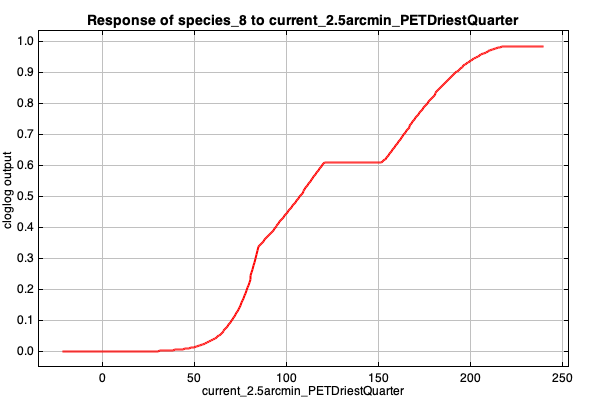 Response of species_8 to current_2.5arcmin_PETDriestQuarter
1.0
0.9
0.8
0.7
0.6
0.5
0.4
0.3
0.2
0.1
0.0
cloglog output
0 50 100 150 200 250
current_2.5arcmin_PETDriestQuarter